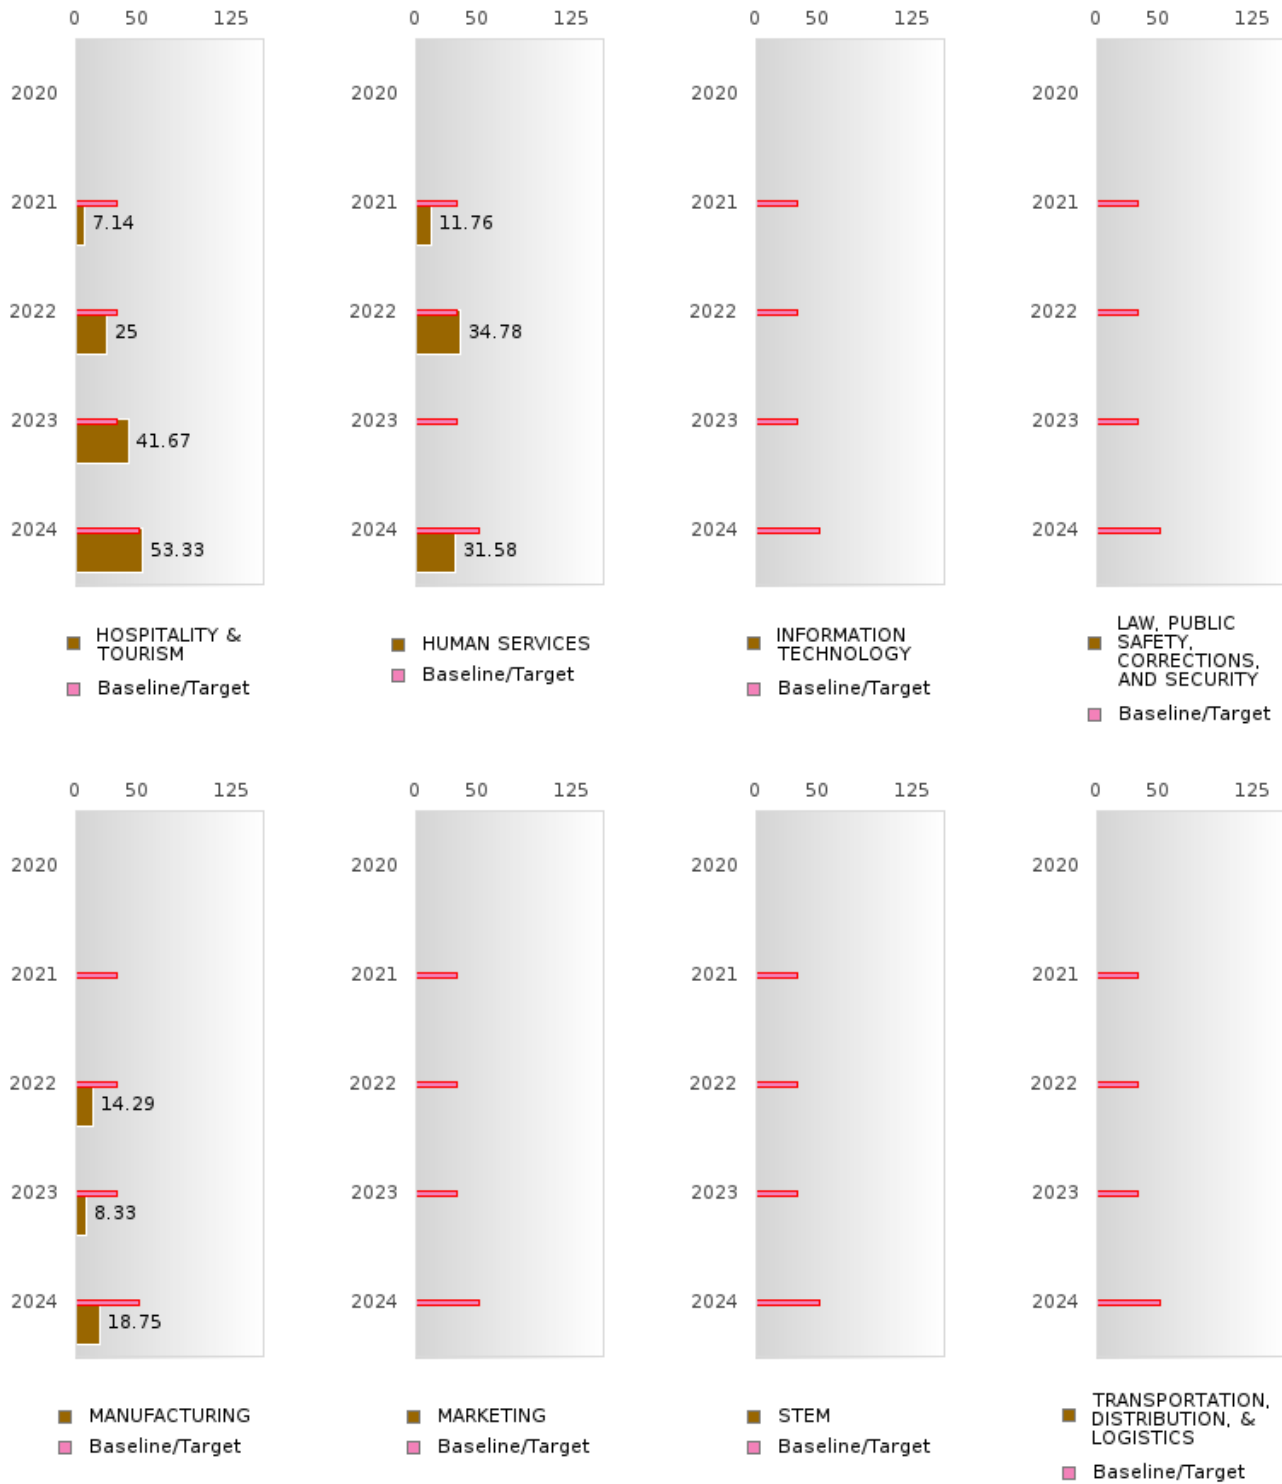 0 50 125 0 50 125 0 50 125 0 50 125
2020 2020 2020 2020
2021 2021 2021 2021
7.14 11.76
2022 2022 2022 2022
25 34.78
2023 2023 2023 2023
41.67
2024 2024 2024 2024
53.33 31.58
HOSPITALITY &
TOURISM
Baseline/Target
HUMAN SERVICES
Baseline/Target
INFORMATION
TECHNOLOGY
Baseline/Target
LAW, PUBLIC
SAFETY,
CORRECTIONS,
AND SECURITY
Baseline/Target
0 50 125 0 50 125 0 50 125 0 50 125
2020 2020 2020 2020
2021 2021 2021 2021
2022 2022 2022 2022
14.29
2023 2023 2023 2023
8.33
2024 2024 2024 2024
18.75
MANUFACTURING
Baseline/Target
MARKETING
Baseline/Target
STEM
Baseline/Target
TRANSPORTATION,
DISTRIBUTION, &
LOGISTICS
Baseline/Target